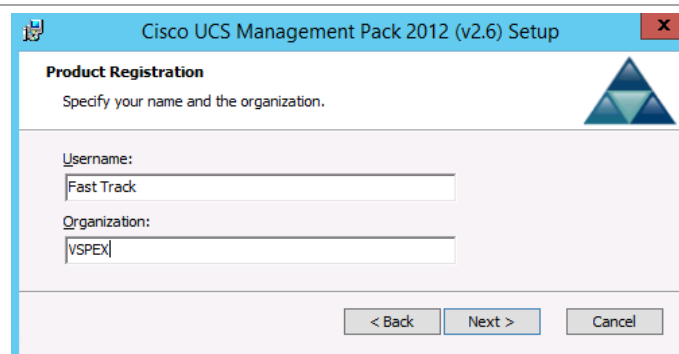 Cisco UCS Management Pack 2012 (v2.6) Setup
x
Product Registration
Specify your name and the organization.
Username:
Fast Track
Organization:
VSPEX
< Back Next > Cancel